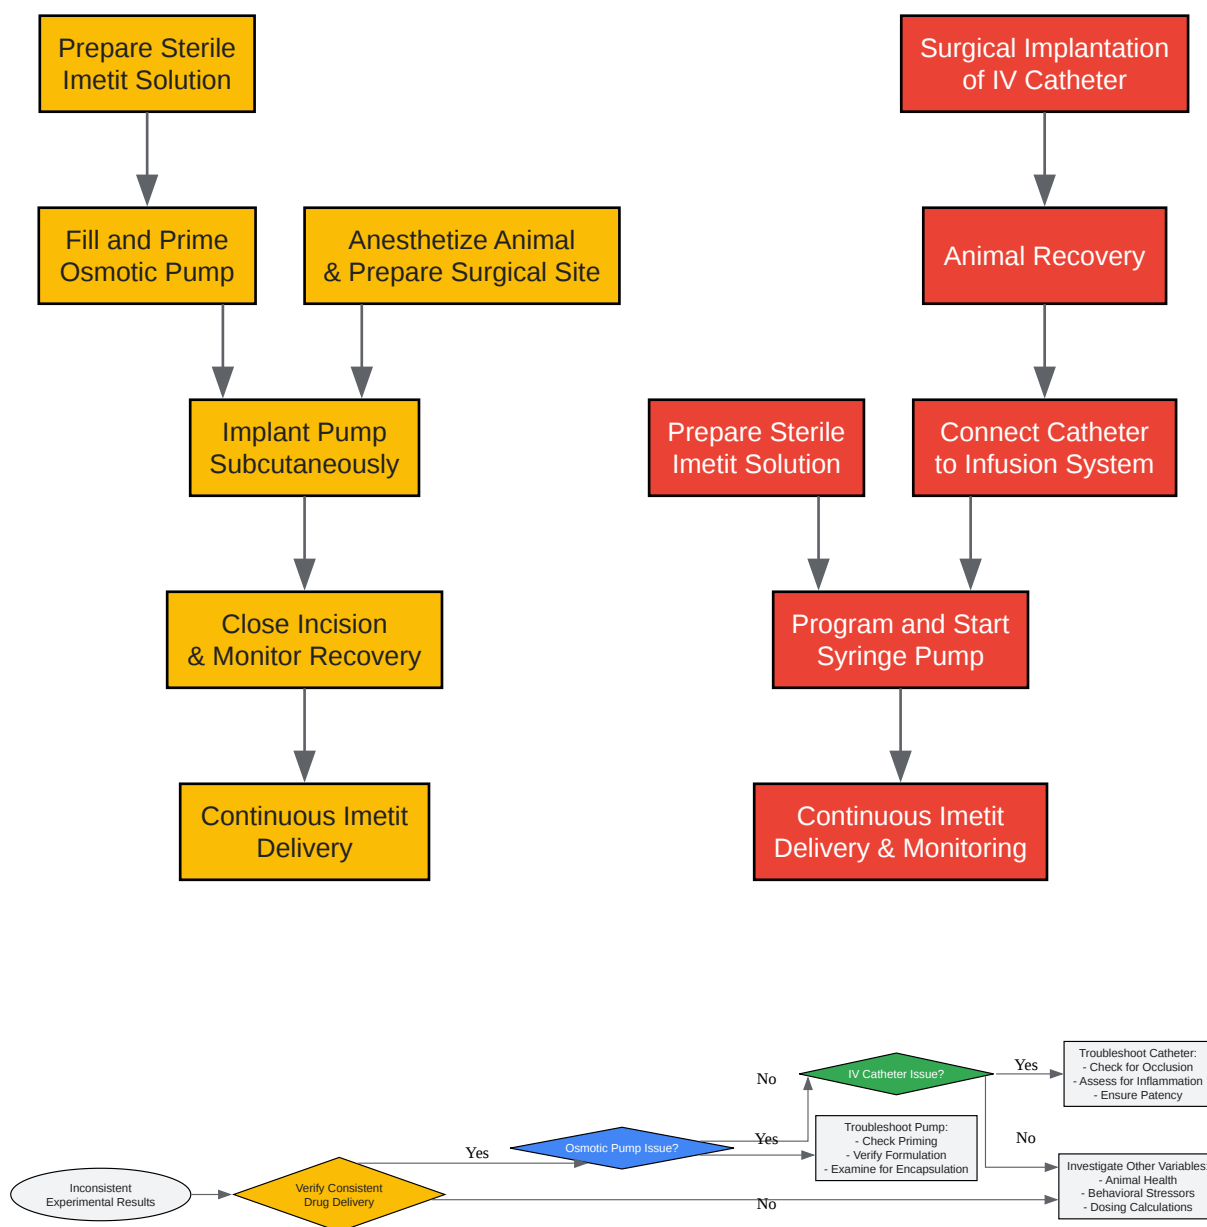 Prepare Sterile
Imetit Solution
Fill and Prime
Osmotic Pump
Anesthetize Animal
& Prepare Surgical Site
Implant Pump
Subcutaneously
Close Incision
& Monitor Recovery
Continuous Imetit
Delivery
Surgical Implantation
of IV Catheter
Animal Recovery
Prepare Sterile
Imetit Solution
Connect Catheter
to Infusion System
Program and Start
Syringe Pump
Continuous Imetit
Delivery & Monitoring
Inconsistent
Experimental Results
Verify Consistent
Drug Delivery
Yes
Osmotic Pump Issue?
No
Yes
IV Catheter Issue?
Yes
Troubleshoot Catheter:
- Check for Occlusion
- Assess for Inflammation
- Ensure Patency
Troubleshoot Pump:
- Check Priming
- Verify Formulation
- Examine for Encapsulation
No
No
Investigate Other Variables:
- Animal Health
- Behavioral Stressors
- Dosing Calculations